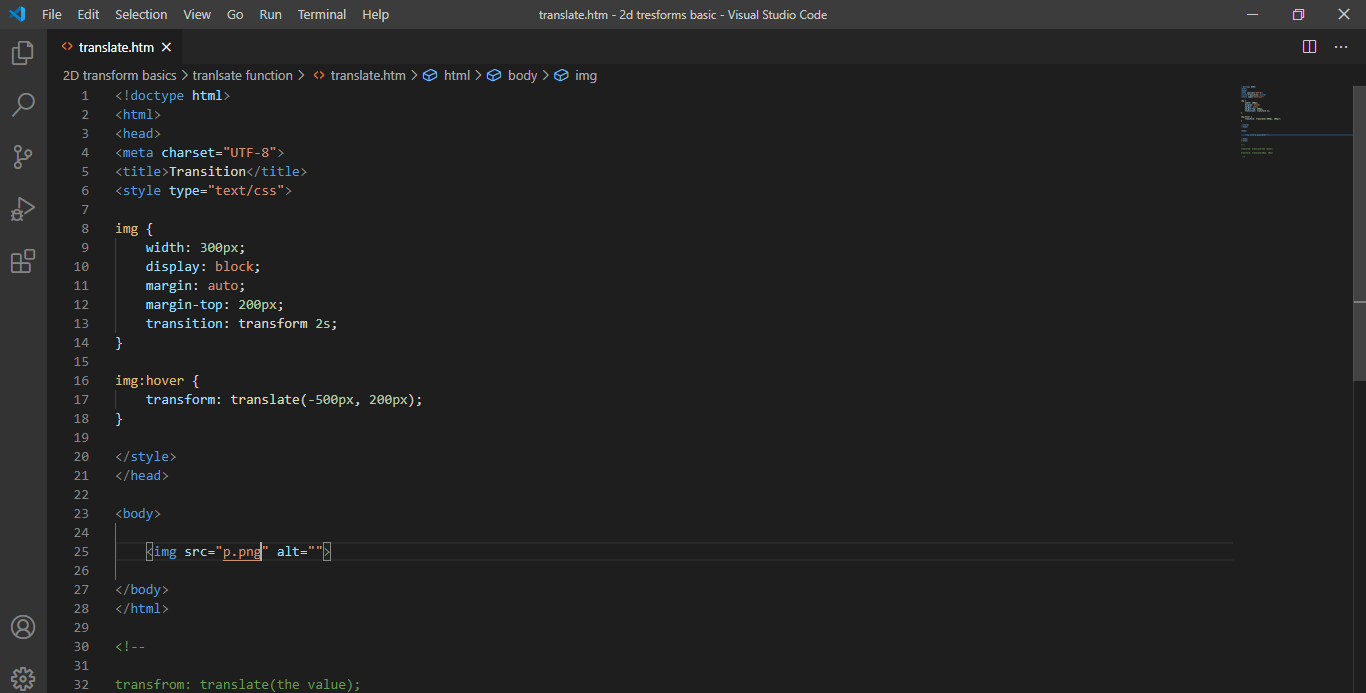 File Edit Selection View Go Run Terminal Help translate.htm - 2d tresforms basic - Visual Studio Code
translate.htm
2D transform basics > tranlsate function > translate.htm > html > body > img
1 <!doctype html>
2 <html>
3 <head>
4 <meta charset="UTF-8">
5 <title>Transition</title>
6 <style type="text/css">
7
8 img {
9     width: 300px;
10     display: block;
11     margin: auto;
12     margin-top: 200px;
13     transition: transform 2s;
14 }
15
16 img:hover {
17     transform: translate(-500px, 200px);
18 }
19
20 </style>
21 </head>
22
23 <body>
24
25     <img src="p.png" alt="">
26
27 </body>
28 </html>
29
30 <!--
31
32 transfrom: translate(the value);